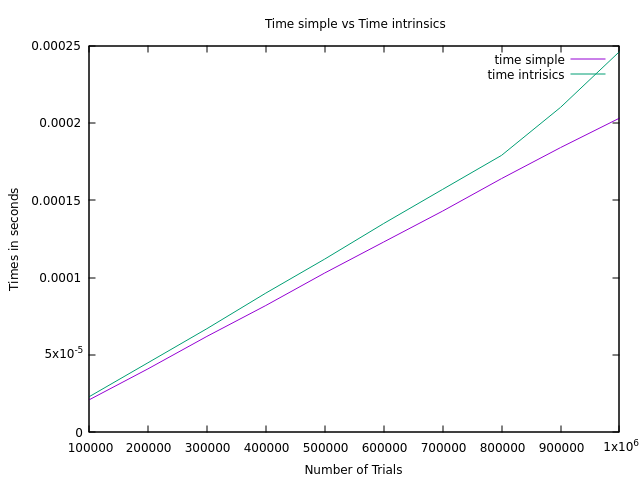 Time simple vs Time intrinsics
0.00025
time simple
time intrisics
0.0002
0.00015
Times in seconds
0.0001
5x10-5
0
100000 200000 300000 400000 500000 600000 700000 800000 900000 1x106
Number of Trials